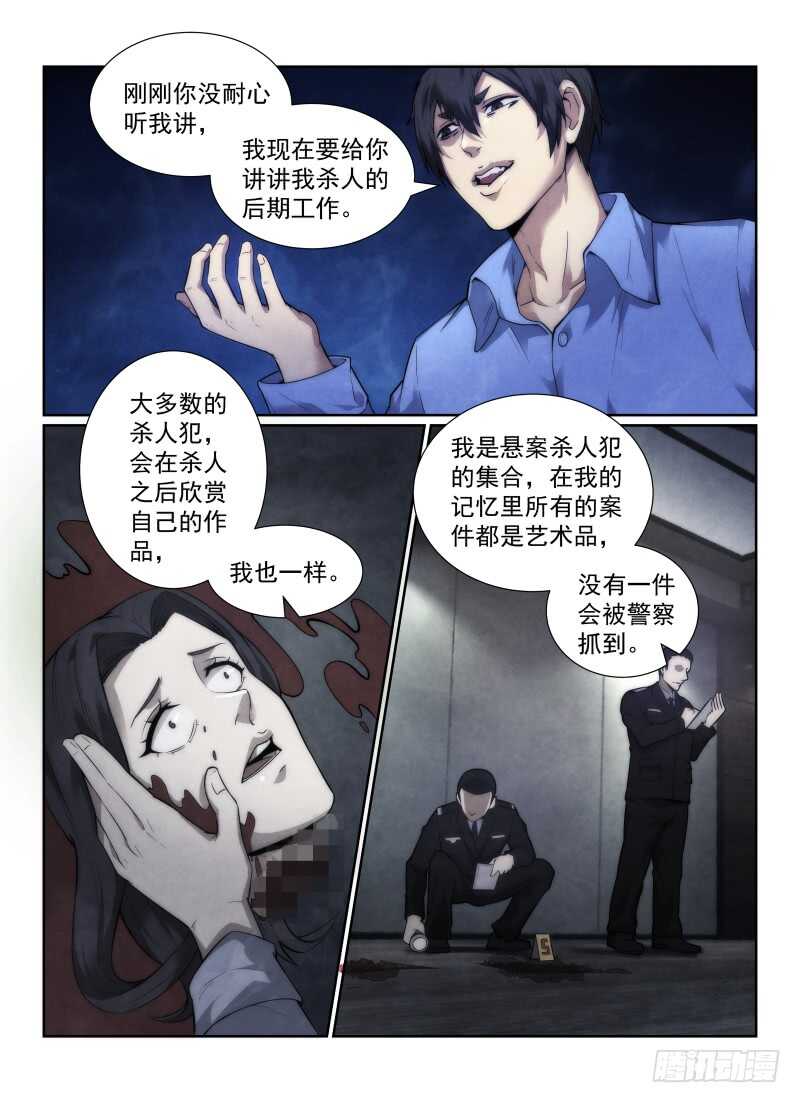 刚刚你没耐心
听我讲，
我现在要给你
讲讲我杀人的
后期工作。
大多数的
杀人犯，
会在杀人
之后欣赏
自己的作
品，
我也一样。
我是悬案杀人犯
的集合，在我的
记忆里所有的案
件都是艺术品，
没有一件
会被警察
抓到。
5
腾讯动漫